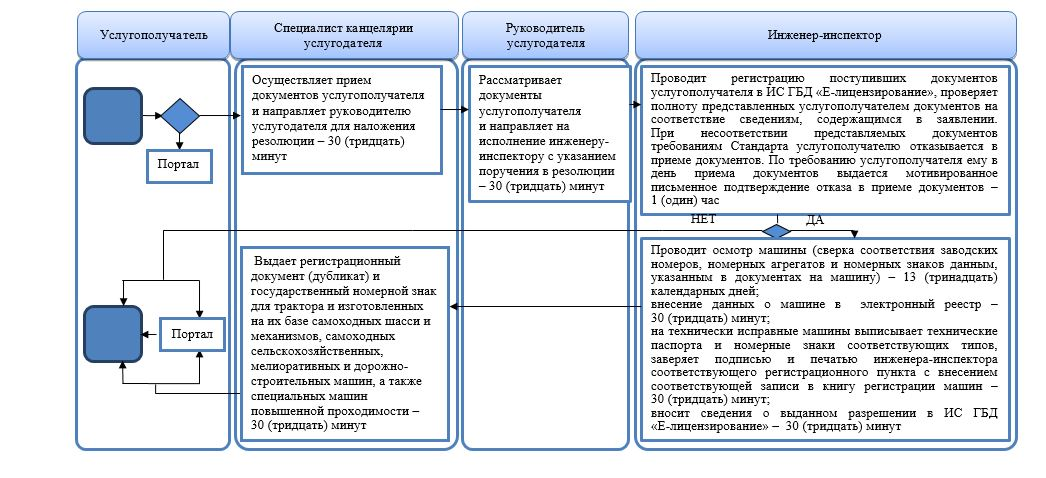 Услугополучатель
Специалист канцелярии
услугодателя
Руководитель
услугодателя
Инженер-инспектор
Осуществляет прием
документов услугополучателя
и направляет руководителю
услугодателя для наложения
резолюции – 30 (тридцать)
минут
Рассматривает
документы
услугополучателя
и направляет на
исполнение инженеру-
инспектору с указанием
поручения в резолюции
– 30 (тридцать) минут
Проводит регистрацию поступивших документов
услугополучателя в ИС ГБД «Е-лицензирование», проверяет
полноту представленных услугополучателем документов на
соответствие сведениям, содержащимся в заявлении.
При несоответствии представляемых документов
требованиям Стандарта услугополучателю отказывается в
приеме документов. По требованию услугополучателя ему в
день приема документов выдается мотивированное
письменное подтверждение отказа в приеме документов –
1 (один) час
Портал
НЕТ
ДА
Выдает регистрационный
документ (дубликат) и
государственный номерной знак
для трактора и изготовленных
на их базе самоходных шасси и
механизмов, самоходных
сельскохозяйственных,
мелиоративных и дорожно-
строительных машин, а также
специальных машин
повышенной проходимости –
30 (тридцать) минут
Проводит осмотр машины (сверка соответствия заводских
номеров, номерных агрегатов и номерных знаков данным,
указанным в документах на машину) – 13 (тринадцать)
календарных дней;
внесение данных о машине в электронный реестр –
30 (тридцать) минут;
на технически исправные машины выписывает технические
паспорта и номерные знаки соответствующих типов,
заверяет подписью и печатью инженера-инспектора
соответствующего регистрационного пункта с внесением
соответствующей записи в книгу регистрации машин –
30 (тридцать) минут;
вносит сведения о выданном разрешении в ИС ГБД
«Е-лицензирование» – 30 (тридцать) минут
Портал